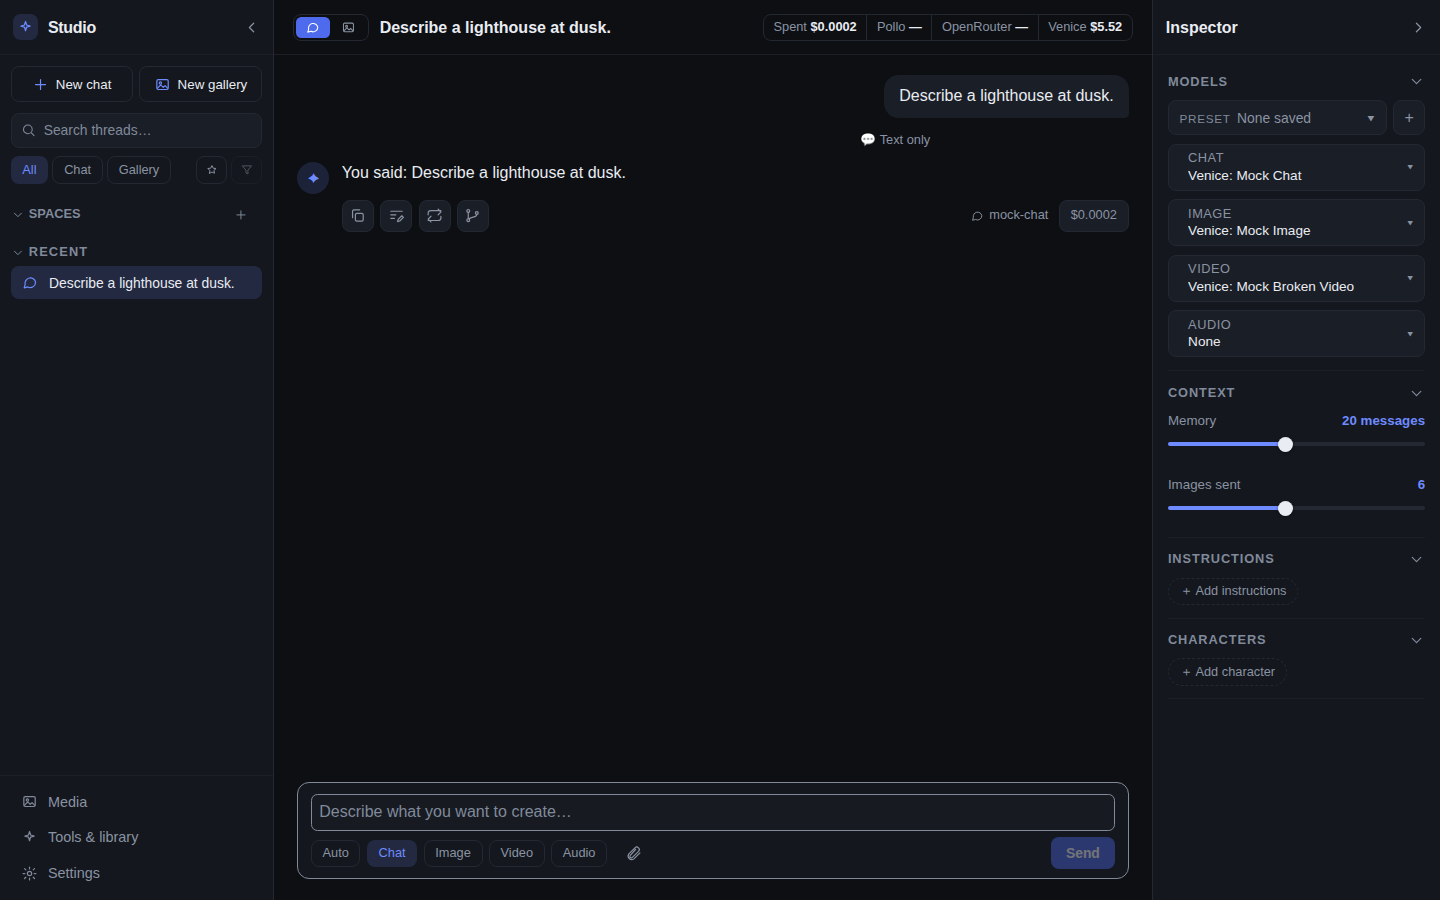 Studio
New chat
New gallery
Search threads…
All
Chat
Gallery
SPACES
RECENT
Describe a lighthouse at dusk.
Media
Tools & library
Settings
Describe a lighthouse at dusk.
Spent $0.0002
Pollo —
OpenRouter —
Venice $5.52
Describe a lighthouse at dusk.
Text only
You said: Describe a lighthouse at dusk.
mock-chat
$0.0002
Describe what you want to create…
Auto
Chat
Image
Video
Audio
Send
Inspector
MODELS
PRESET None saved
+
CHAT
Venice: Mock Chat
IMAGE
Venice: Mock Image
VIDEO
Venice: Mock Broken Video
AUDIO
None
CONTEXT
Memory
20 messages
Images sent
6
INSTRUCTIONS
+ Add instructions
CHARACTERS
+ Add character